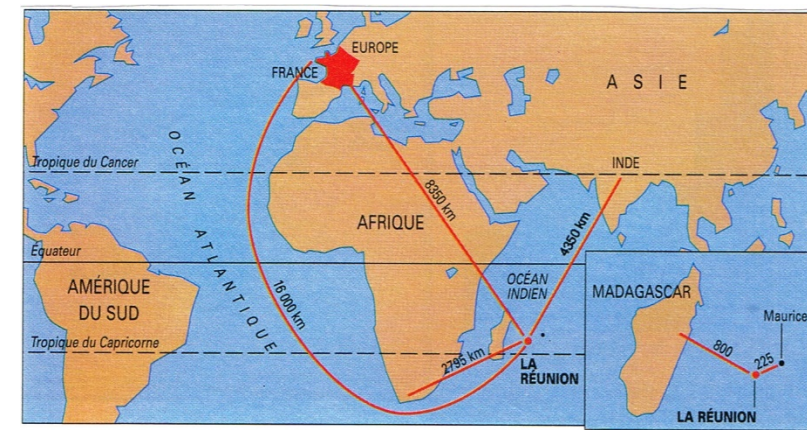 EUROPE
FRANCE
A S I E
OCÉAN ATLANTIQUE
Tropique du Cancer
INDE
8350 km
4350 km
AFRIQUE
Équateur
OCÉAN
INDIEN
AMÉRIQUE
DU SUD
16 000 km
MADAGASCAR
Maurice
Tropique du Capricorne
800
225
2795 km
LA
RÉUNION
LA RÉUNION